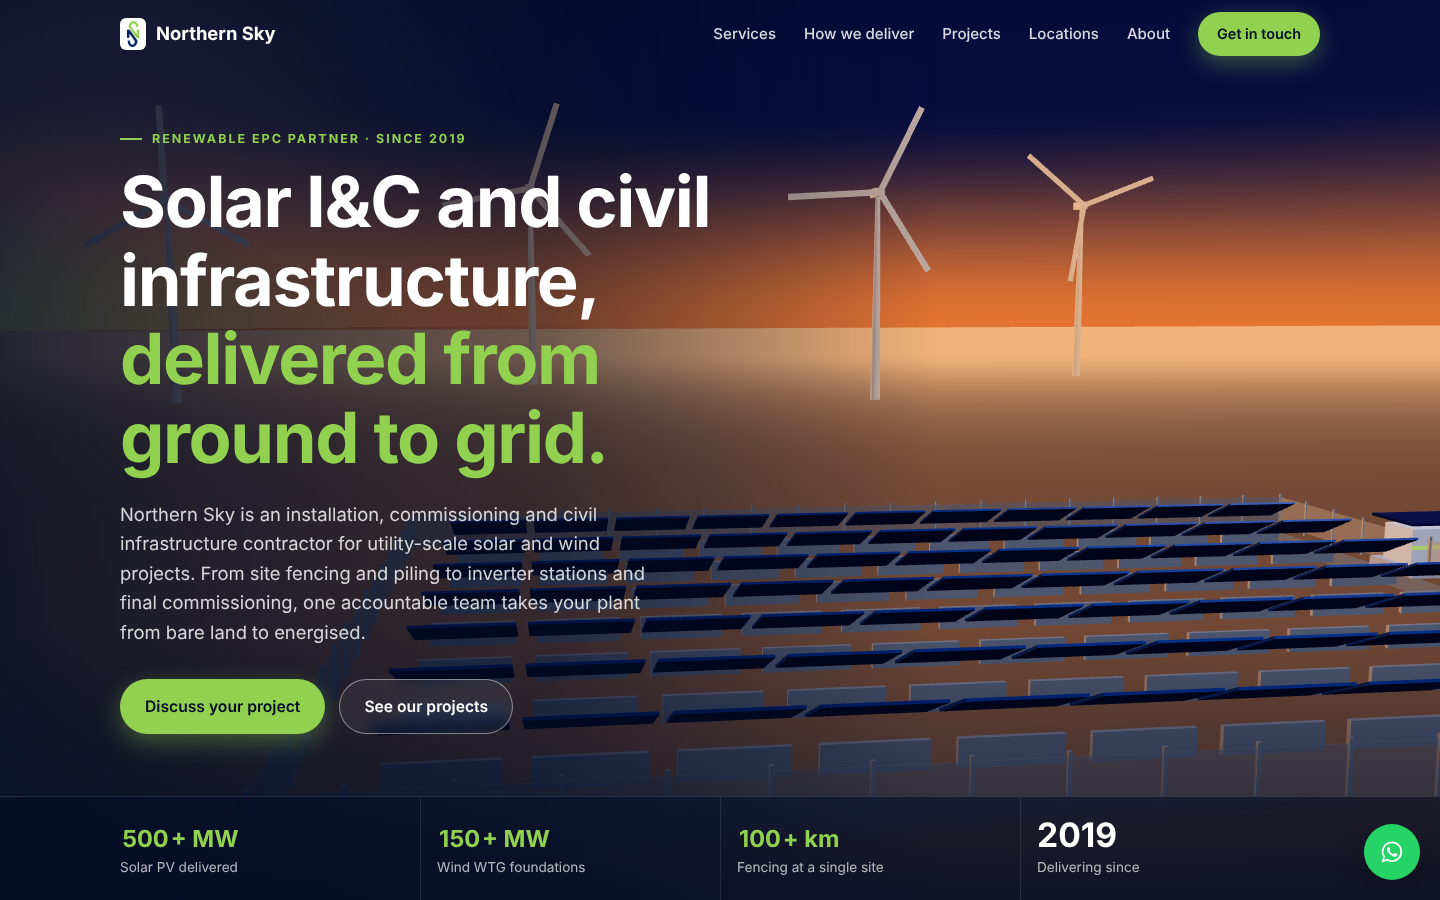 Northern Sky
Services
How we deliver
Projects
Locations
About
Get in touch
RENEWABLE EPC PARTNER · SINCE 2019
Solar I&C and civil
infrastructure,
delivered from
ground to grid.
Northern Sky is an installation, commissioning and civil
infrastructure contractor for utility-scale solar and wind
projects. From site fencing and piling to inverter stations and
final commissioning, one accountable team takes your plant
from bare land to energised.
Discuss your project
See our projects
500+ MW
Solar PV delivered
150+ MW
Wind WTG foundations
100+ km
Fencing at a single site
2019
Delivering since